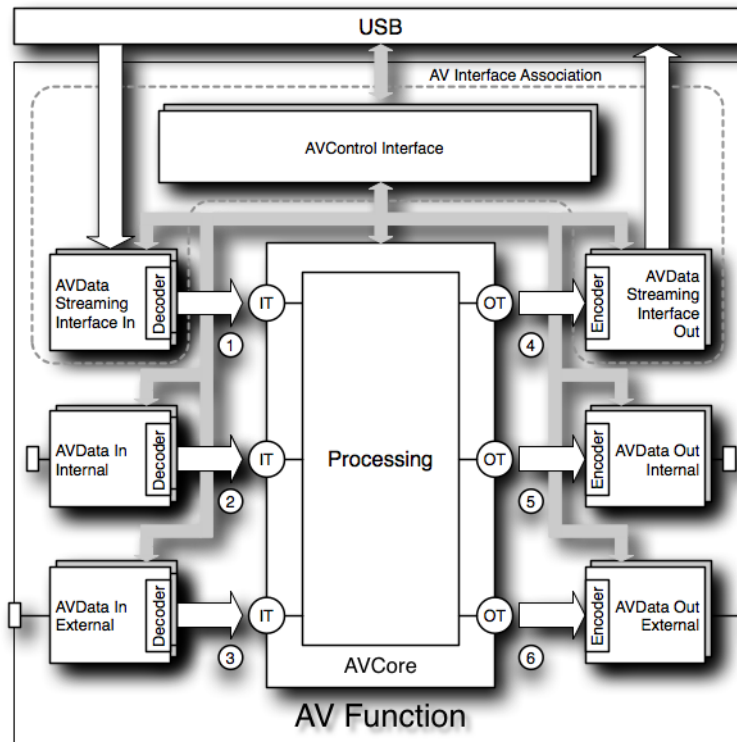 USB
AV Interface Association
AVControl Interface
AVData
Streaming
Interface In
Decoder
1
IT
OT
4
Encoder
AVData
Streaming
Interface
Out
AVData In
Internal
Decoder
2
IT
Processing
OT
5
Encoder
AVData Out
Internal
AVData In
External
Decoder
3
IT
OT
6
Encoder
AVData Out
External
AVCore
AV Function